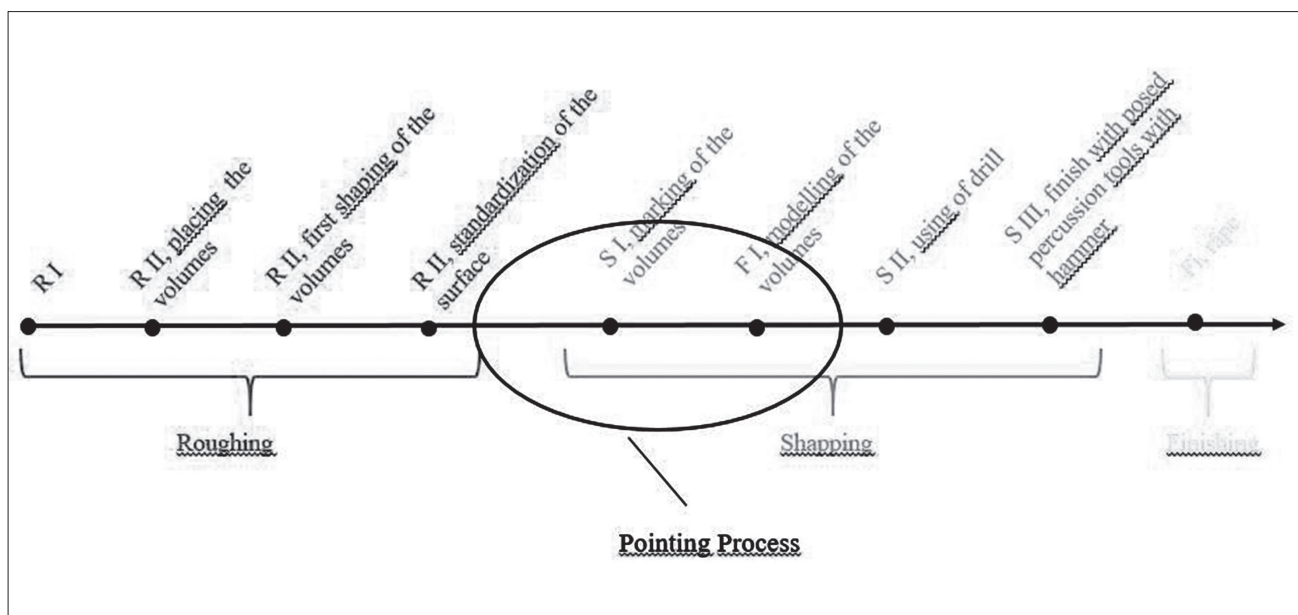 R I
R II, placing the
volumes
R II, first shaping of the
volumes
R II, standardization of the
surface
S I, marking of the
volumes
F I, modelling of the
volumes
S II, using of drill
S III, finish with posed
percussion tools with
hammer
Fi, râpe
Roughing
Shapping
Finishing
Pointing Process